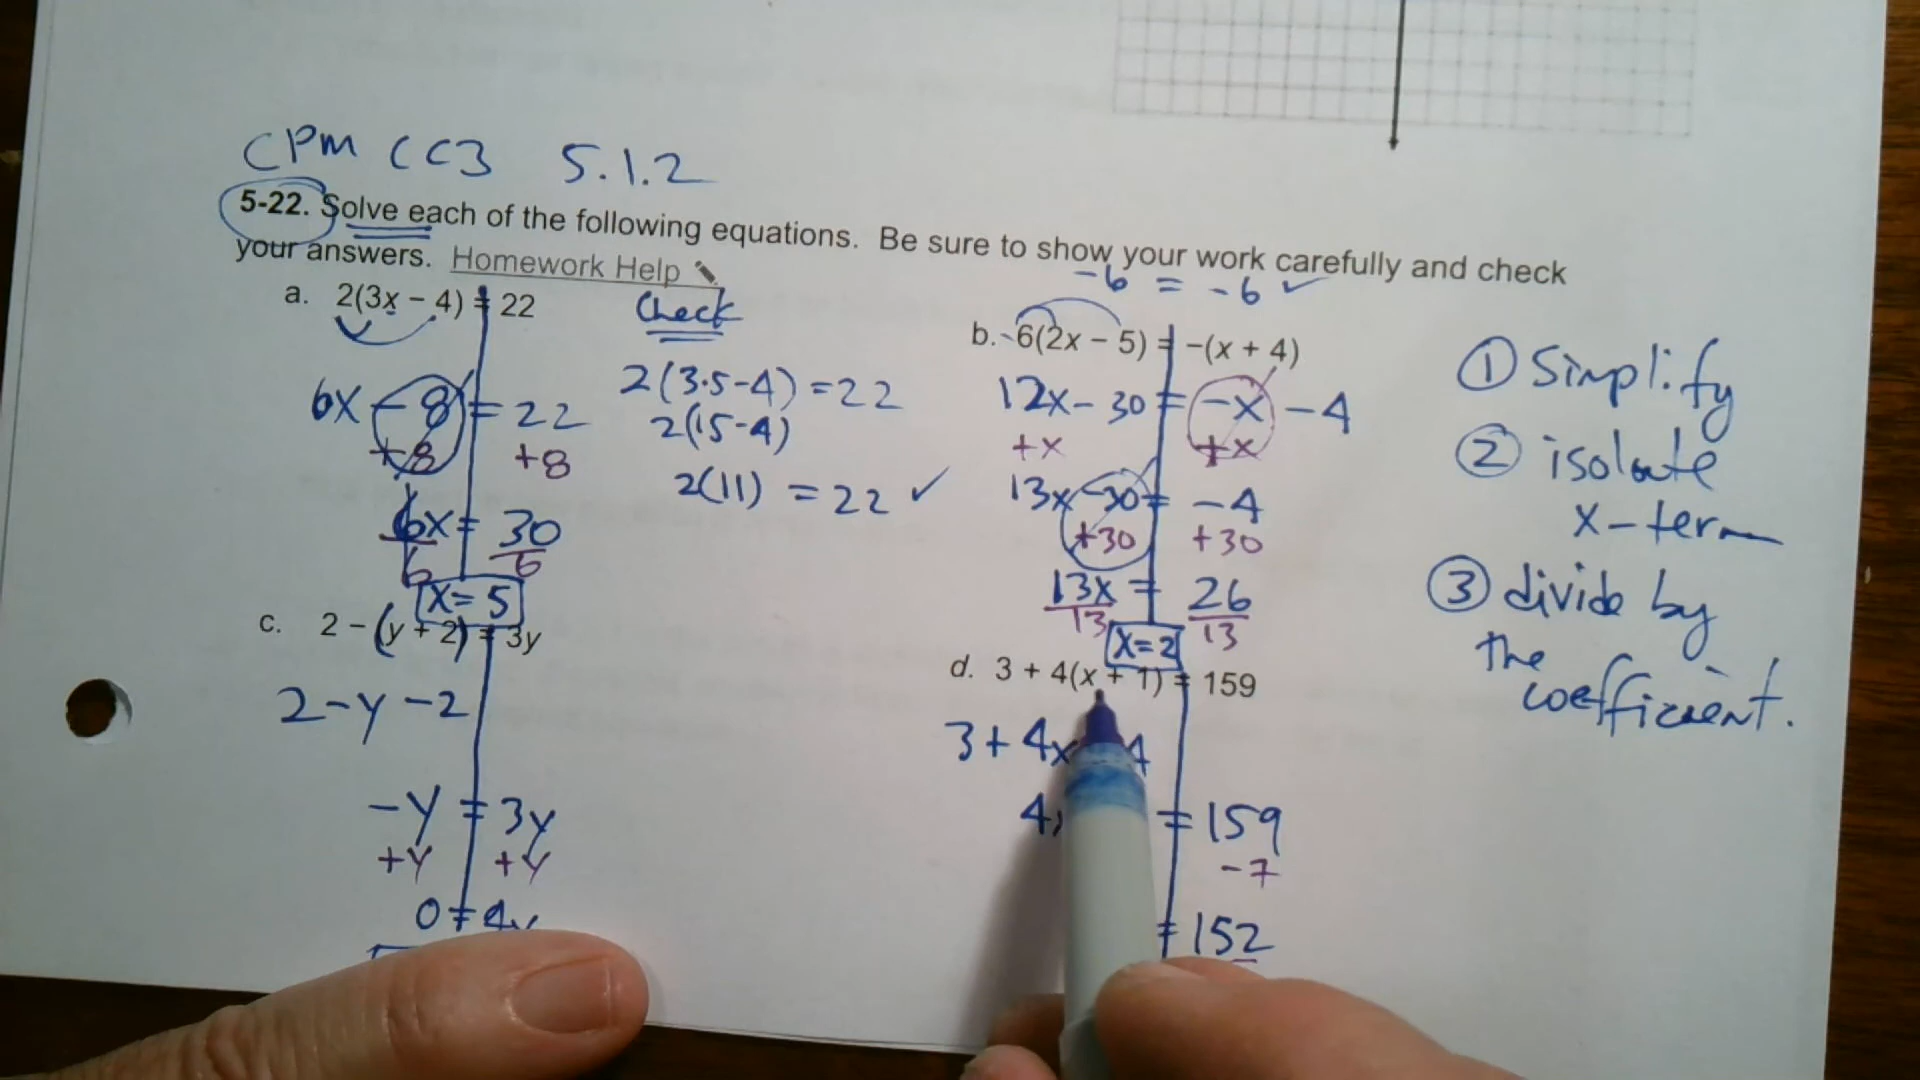 CPM CC3 5.1.2
5-22. Solve each of the following equations. Be sure to show your work carefully and check
your answers. Homework Help
a. 2(3x − 4) = 22
6x − 8 = 22
+8 +8
6x = 30
6 6
x = 5
Check
2(3·5-4) = 22
2(15-4)
2(11) = 22 ✓
-6 = -6 ✓
b. 6(2x − 5) = −(x + 4)
12x - 30 = -x - 4
+x +x
13x - 30 = -4
+30 +30
13x = 26
13 13
x = 2
c. 2 − (y + 2) = 3y
2 - y - 2
-y = 3y
+y +y
0 = 4y
d. 3 + 4(x + 1) = 159
3 + 4x 4
4x = 159
-7
= 152
① Simplify
② isolate
x-term
③ divide by
the
coefficient.